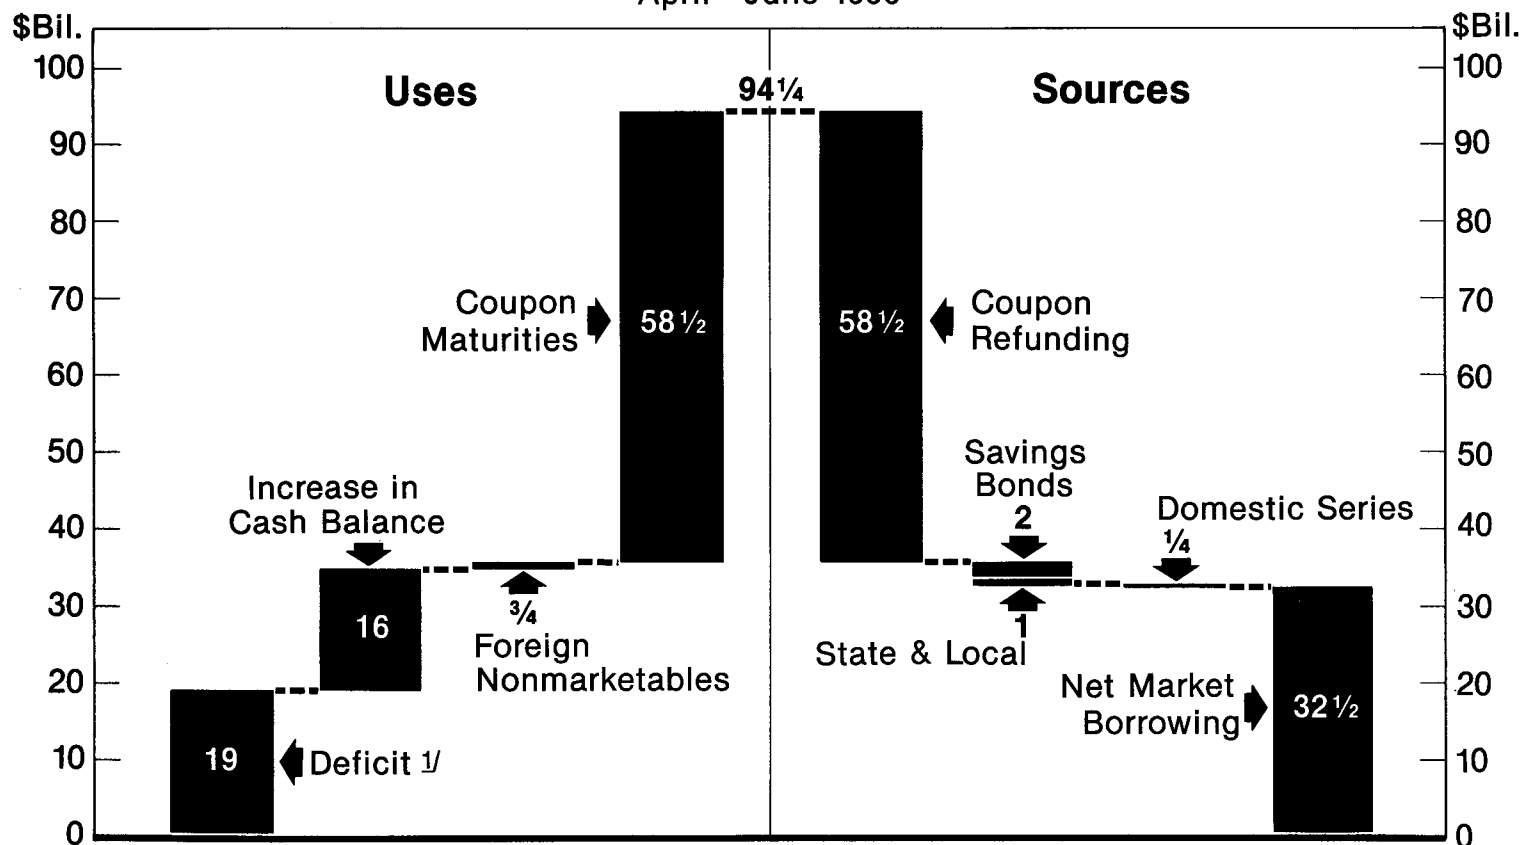 $Bil.
100
90
80
70
60
50
40
30
20
10
0
Uses
94¼
Coupon
Maturities
58½
Increase in
Cash Balance
16
¾
Foreign
Nonmarketables
19
Deficit 1/
Sources
58½
Coupon
Refunding
Savings
Bonds
2
1
State & Local
Domestic Series
¼
Net Market
Borrowing
32½
$Bil.
100
90
80
70
60
50
40
30
20
10
0